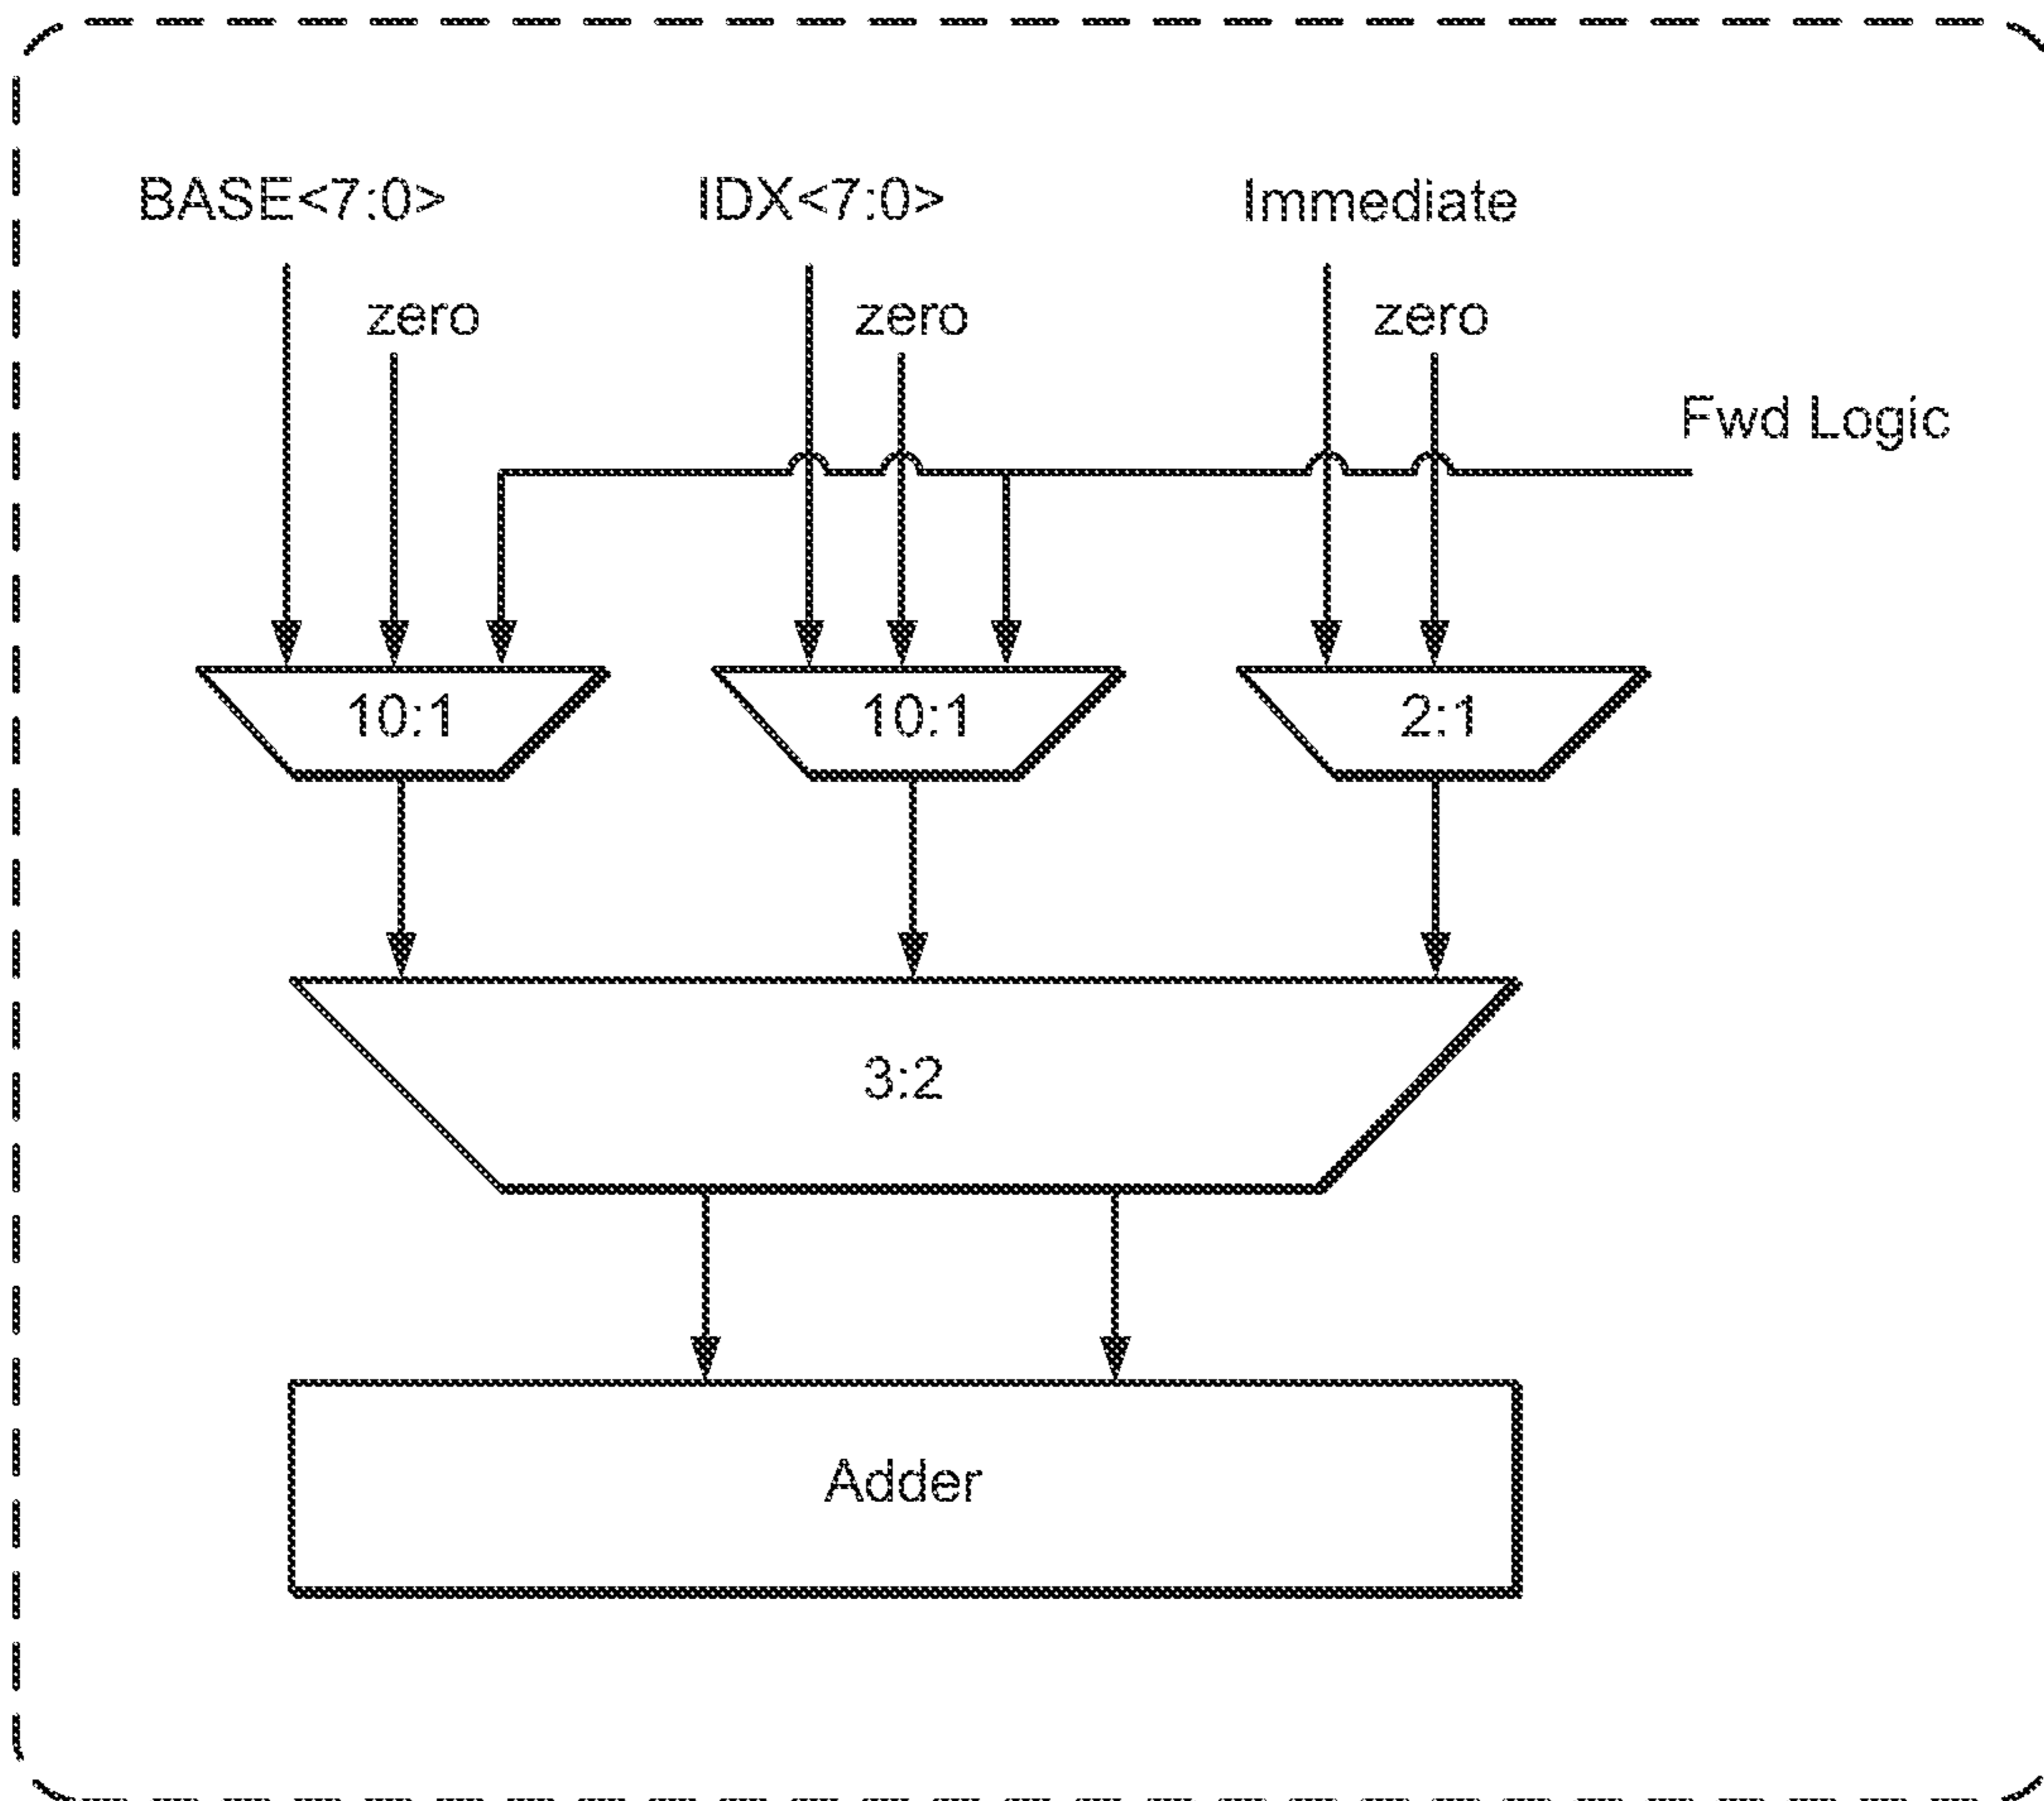 BASE<7:0> IDX<7:0> Immediate
zero zero zero
Fwd Logic
10:1 10:1 2:1
3:2
Adder